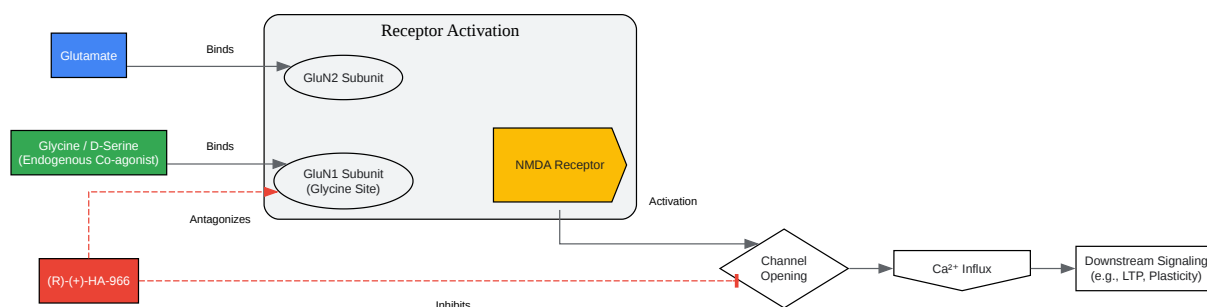 Receptor Activation
Glutamate
Binds
GluN2 Subunit
Glycine / D-Serine
(Endogenous Co-agonist)
Binds
GluN1 Subunit
(Glycine Site)
NMDA Receptor
Antagonizes
Activation
(R)-(+)-HA-966
Inhibits
Channel
Opening
Ca²⁺ Influx
Downstream Signaling
(e.g., LTP, Plasticity)